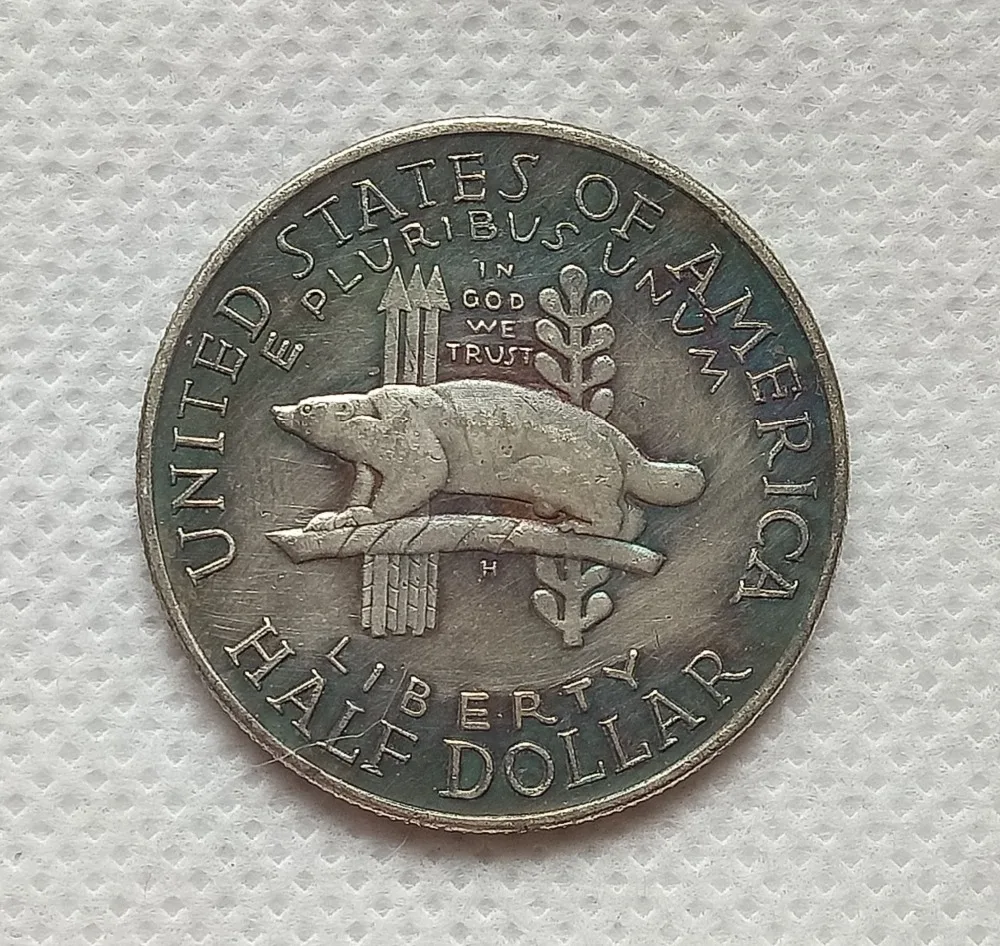 UNITED STATES OF AMERICA
E PLURIBUS UNUM
IN
GOD
WE
TRUST
H
LIBERTY
HALF DOLLAR